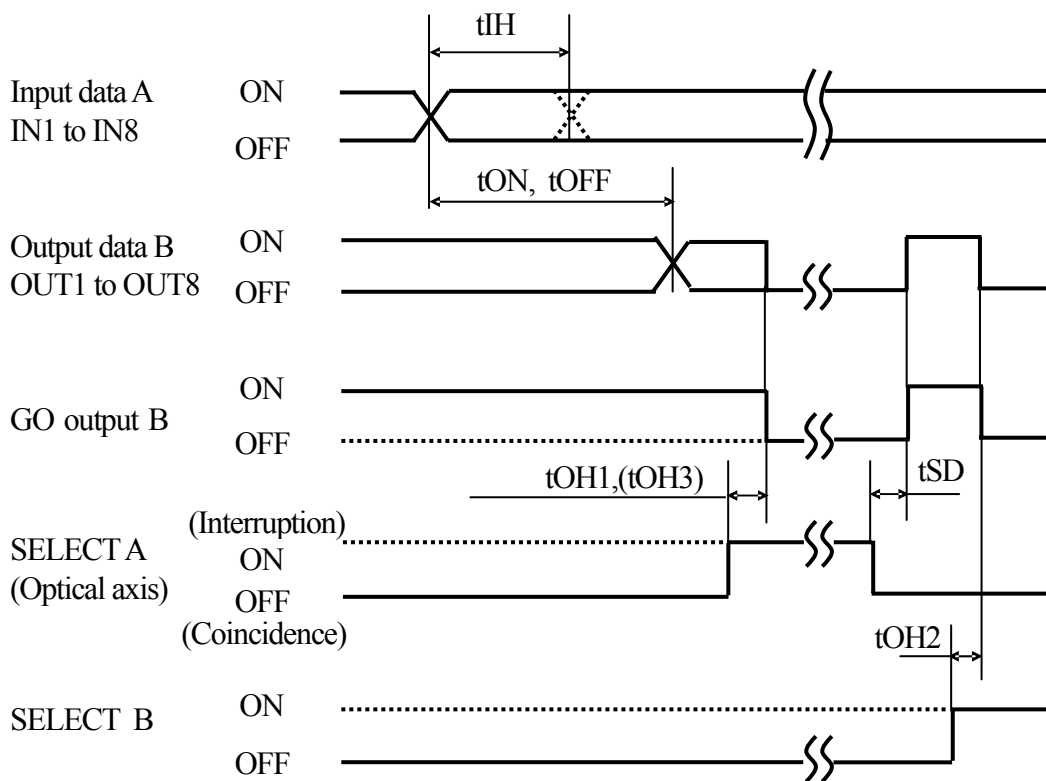 tIH
Input data A
IN1 to IN8
ON
OFF
tON, tOFF
Output data B
OUT1 to OUT8
ON
OFF
GO output B
ON
OFF
tOH1,(tOH3)
tSD
SELECT A
(Optical axis)
(Interruption)
ON
OFF
(Coincidence)
tOH2
SELECT B
ON
OFF